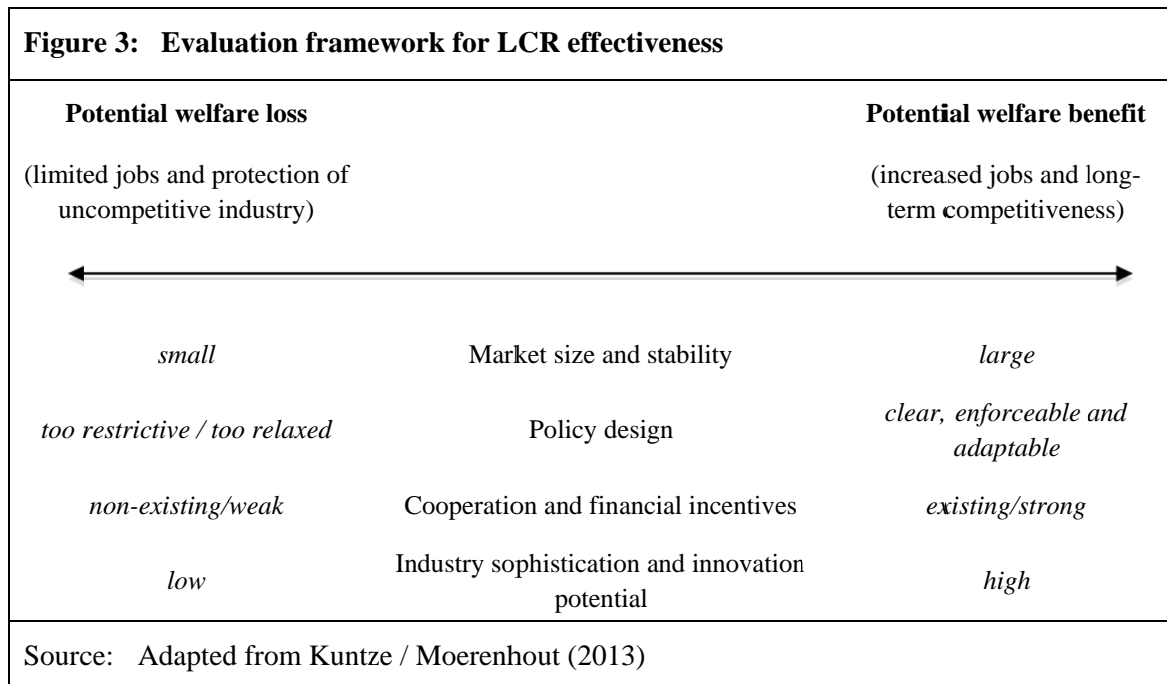 Figure 3: Evaluation framework for LCR effectiveness
Potential welfare loss
(limited jobs and protection of
uncompetitive industry)
Potential welfare benefit
(increased jobs and long-
term competitiveness)
small Market size and stability large
too restrictive / too relaxed Policy design clear, enforceable and
adaptable
non-existing/weak Cooperation and financial incentives existing/strong
low Industry sophistication and innovation
potential high
Source: Adapted from Kuntze / Moerenhout (2013)